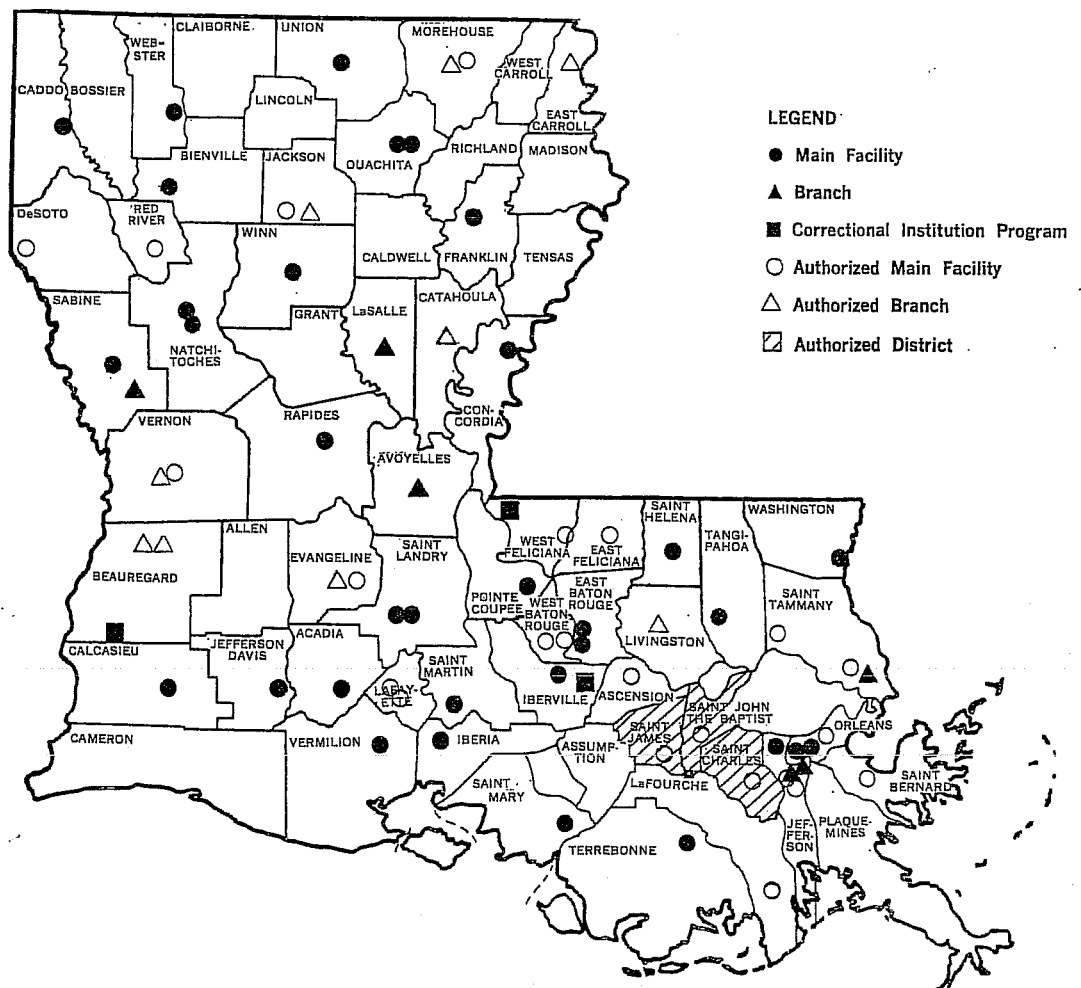 CLAIBORNE
UNION
MOREHOUSE
WEB-
STER
WEST
CARROLL
CADDO
BOSSIER
LINCOLN
EAST
CARROLL
RICHLAND
MADISON
OUACHITA
BIENVILLE
JACKSON
DeSOTO
RED
RIVER
WINN
CALDWELL
FRANKLIN
TENSAS
SABINE
GRANT
LaSALLE
CATAHOULA
NATCHI-
TOCHES
CON-
CORDIA
VERNON
RAPIDES
AVOYELLES
LEGEND
Main Facility
Branch
Correctional Institution Program
Authorized Main Facility
Authorized Branch
Authorized District
ALLEN
BEAUREGARD
EVANGELINE
SAINT
LANDRY
WEST
FELICIANA
EAST
FELICIANA
SAINT
HELENA
TANGI-
PAHOA
WASHINGTON
POINTE
COUPEE
WEST
BATON
ROUGE
EAST
BATON
ROUGE
LIVINGSTON
SAINT
TAMMANY
CALCASIEU
JEFFERSON
DAVIS
ACADIA
LAFAY-
ETTE
SAINT
MARTIN
IBERVILLE
ASCENSION
SAINT JOHN
THE BAPTIST
SAINT
JAMES
SAINT
CHARLES
ORLEANS
CAMERON
VERMILION
IBERIA
ASSUMP-
TION
SAINT
MARY
LaFOURCHE
SAINT
BERNARD
JEF-
FER-
SON
PLAQUE-
MINES
TERREBONNE